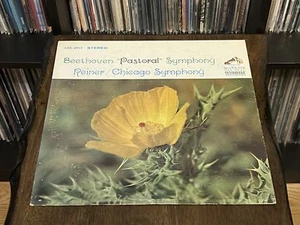 STEREO
Beethoven "Pastoral" Symphony
Reiner/Chicago Symphony